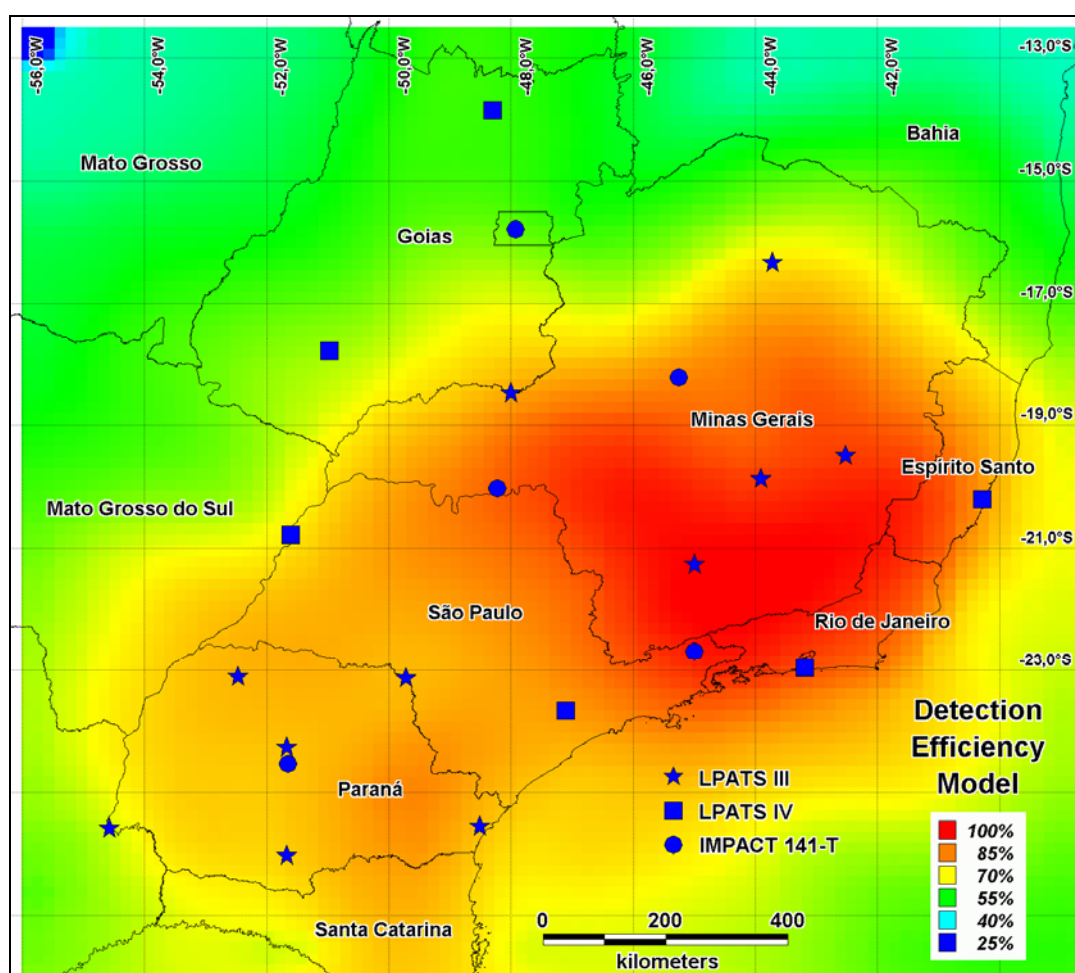 -56,0°W
-54,0°W
-52,0°W
-50,0°W
-48,0°W
-46,0°W
-44,0°W
-42,0°W
-13,0°S
Bahia
Mato Grosso
-15,0°S
Goias
-17,0°S
Minas Gerais
-19,0°S
Espírito Santo
Mato Grosso do Sul
-21,0°S
São Paulo
Rio de Janeiro
-23,0°S
Detection
Efficiency
Model
LPATS III
LPATS IV
IMPACT 141-T
Paraná
100%
85%
70%
55%
40%
25%
Santa Catarina
0 200 400
kilometers